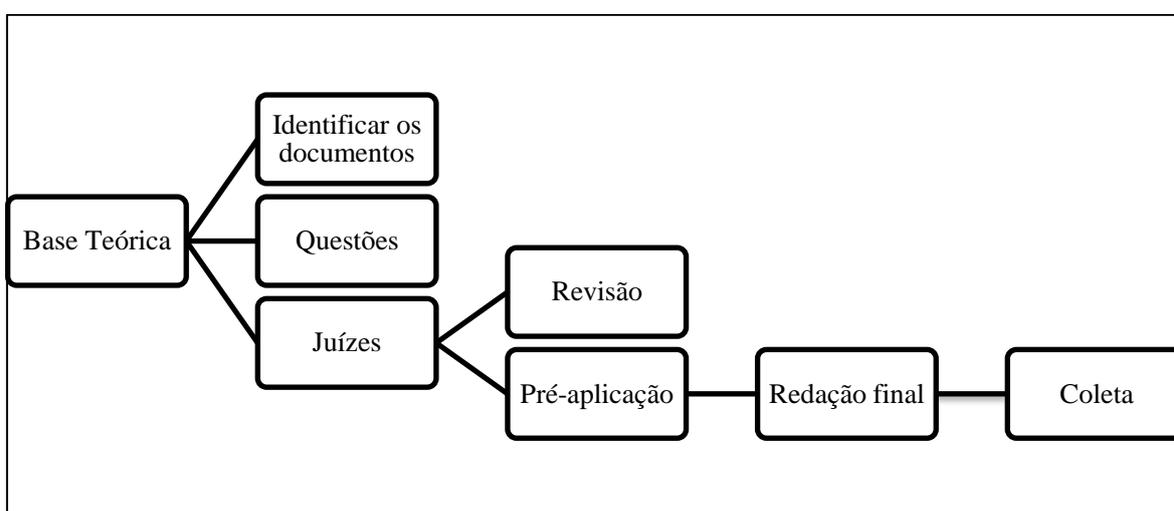 Base Teórica
Identificar os
documentos
Questões
Juízes
Revisão
Pré-aplicação
Redação final
Coleta